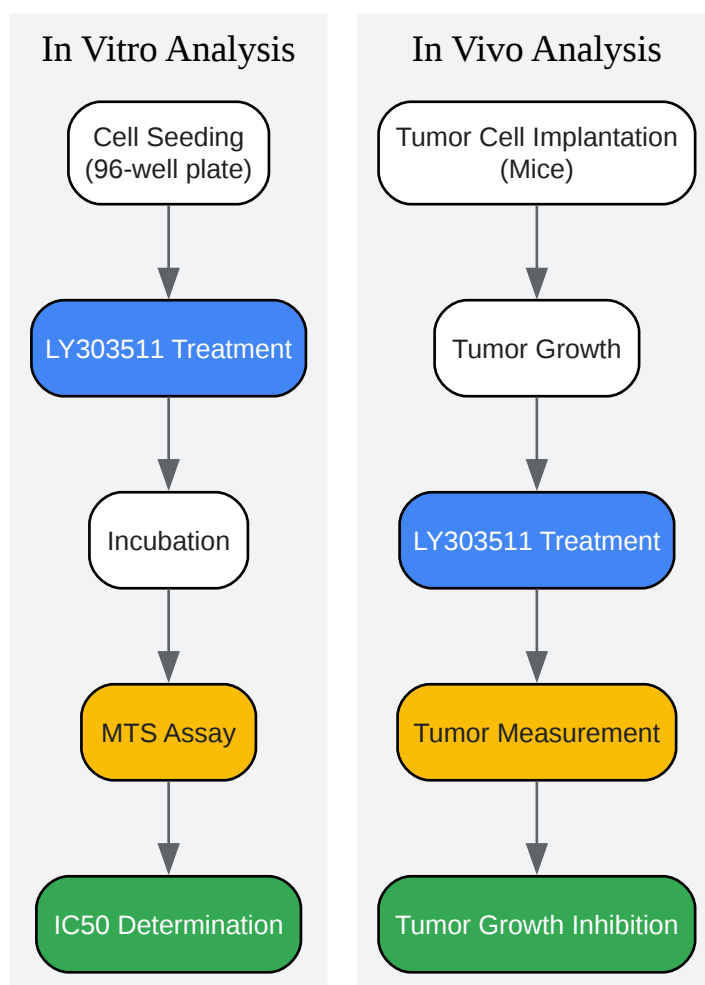 In Vitro Analysis
Cell Seeding
(96-well plate)
LY303511 Treatment
Incubation
MTS Assay
IC50 Determination
In Vivo Analysis
Tumor Cell Implantation
(Mice)
Tumor Growth
LY303511 Treatment
Tumor Measurement
Tumor Growth Inhibition